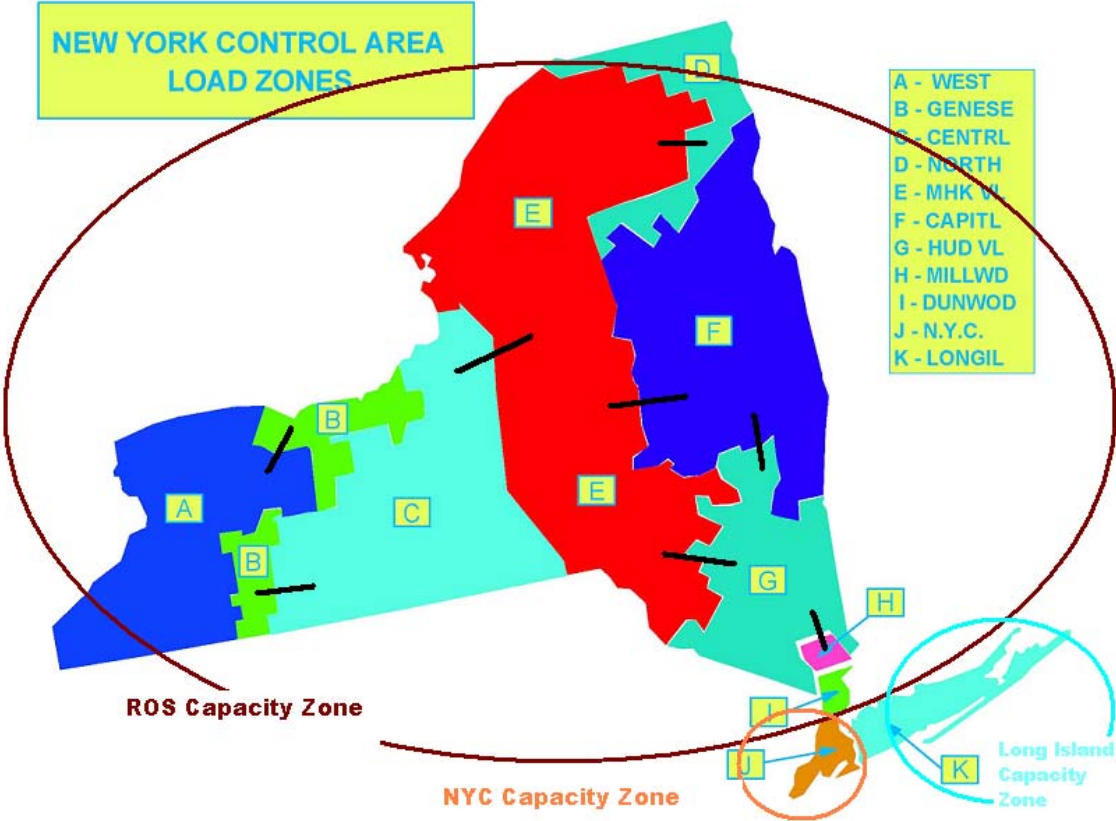 NEW YORK CONTROL AREA
LOAD ZONES
A - WEST
B - GENESE
C - CENTRL
D - NORTH
E - MHK VL
F - CAPITL
G - HUD VL
H - MILLWD
I - DUNWOD
J - N.Y.C.
K - LONGIL
D
E
F
B
A
C
E
B
G
H
I
J
K
ROS Capacity Zone
NYC Capacity Zone
Long Island
Capacity
Zone